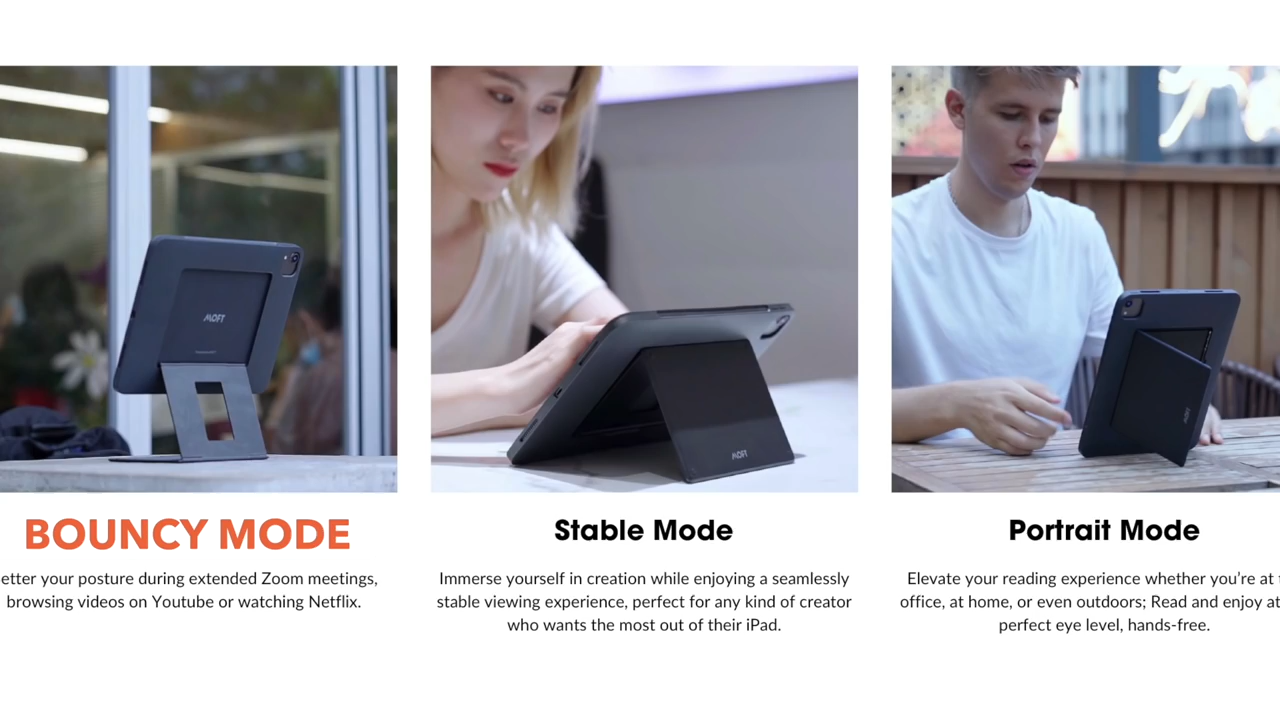 MOFT
BOUNCY MODE
etter your posture during extended Zoom meetings,
browsing videos on Youtube or watching Netflix.
MOFT
Stable Mode
Immerse yourself in creation while enjoying a seamlessly
stable viewing experience, perfect for any kind of creator
who wants the most out of their iPad.
MOFT
Portrait Mode
Elevate your reading experience whether you're at
office, at home, or even outdoors; Read and enjoy at
perfect eye level, hands-free.